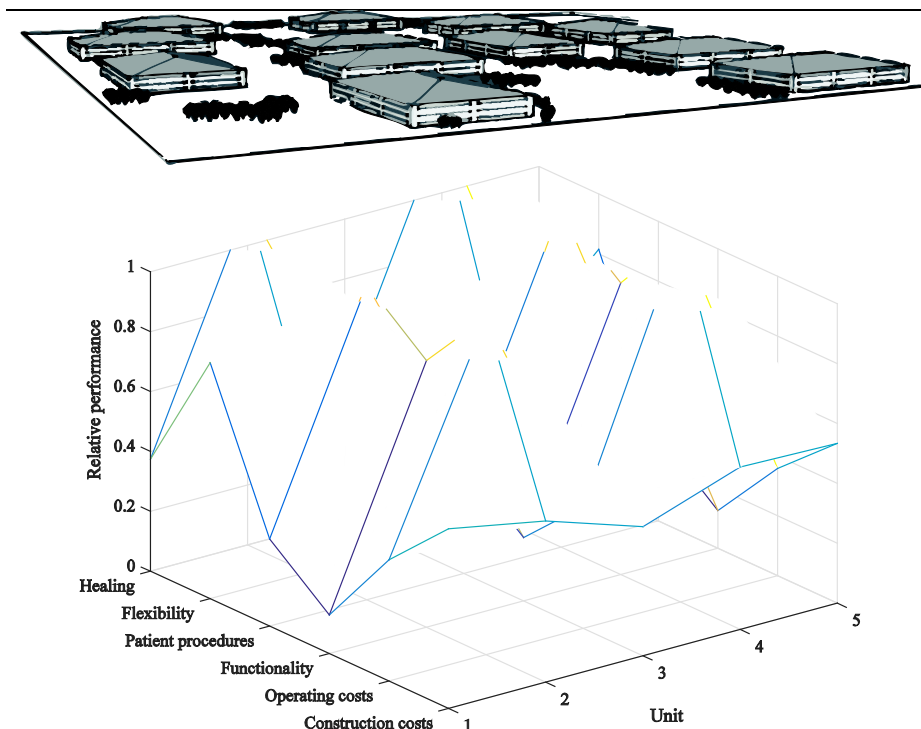 1
0.8
0.6
0.4
0.2
0
Relative performance
Healing
Flexibility
Patient procedures
Functionality
Operating costs
Construction costs
1
2
3
4
5
Unit